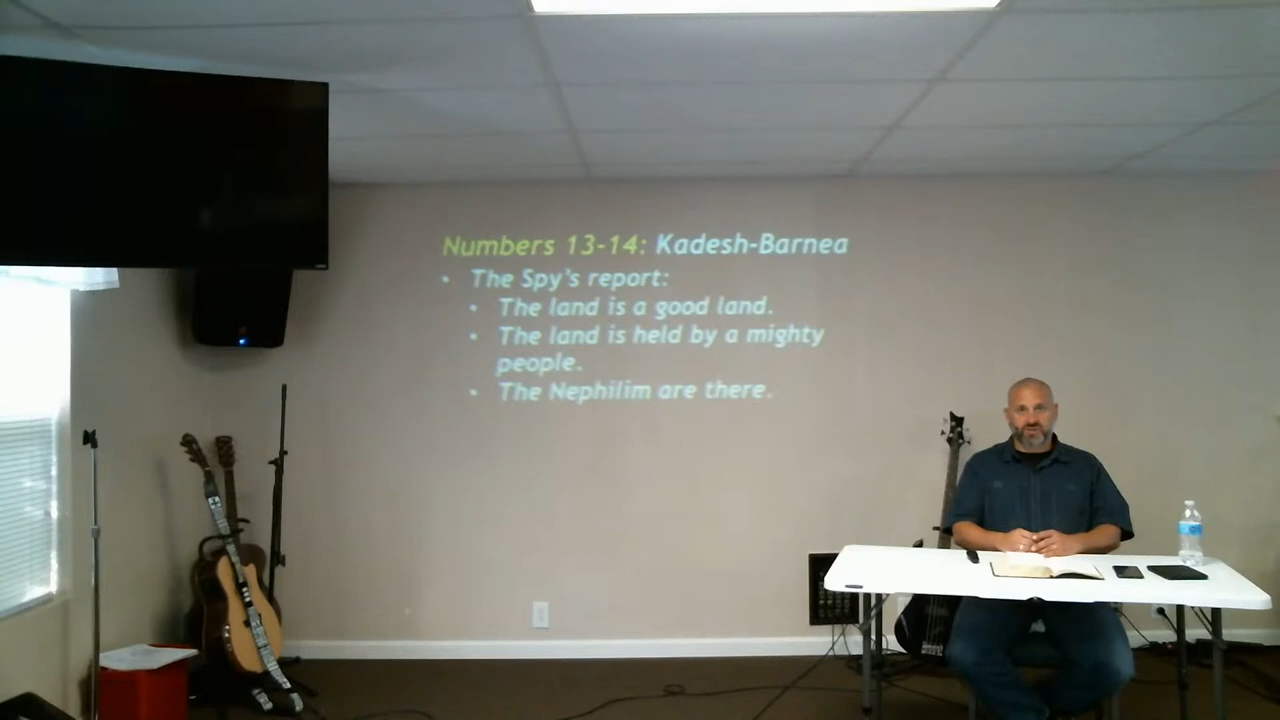 Numbers 13-14: Kadesh-Barnea
• The Spy's report:
• The land is a good land.
• The land is held by a mighty
people.
• The Nephilim are there.